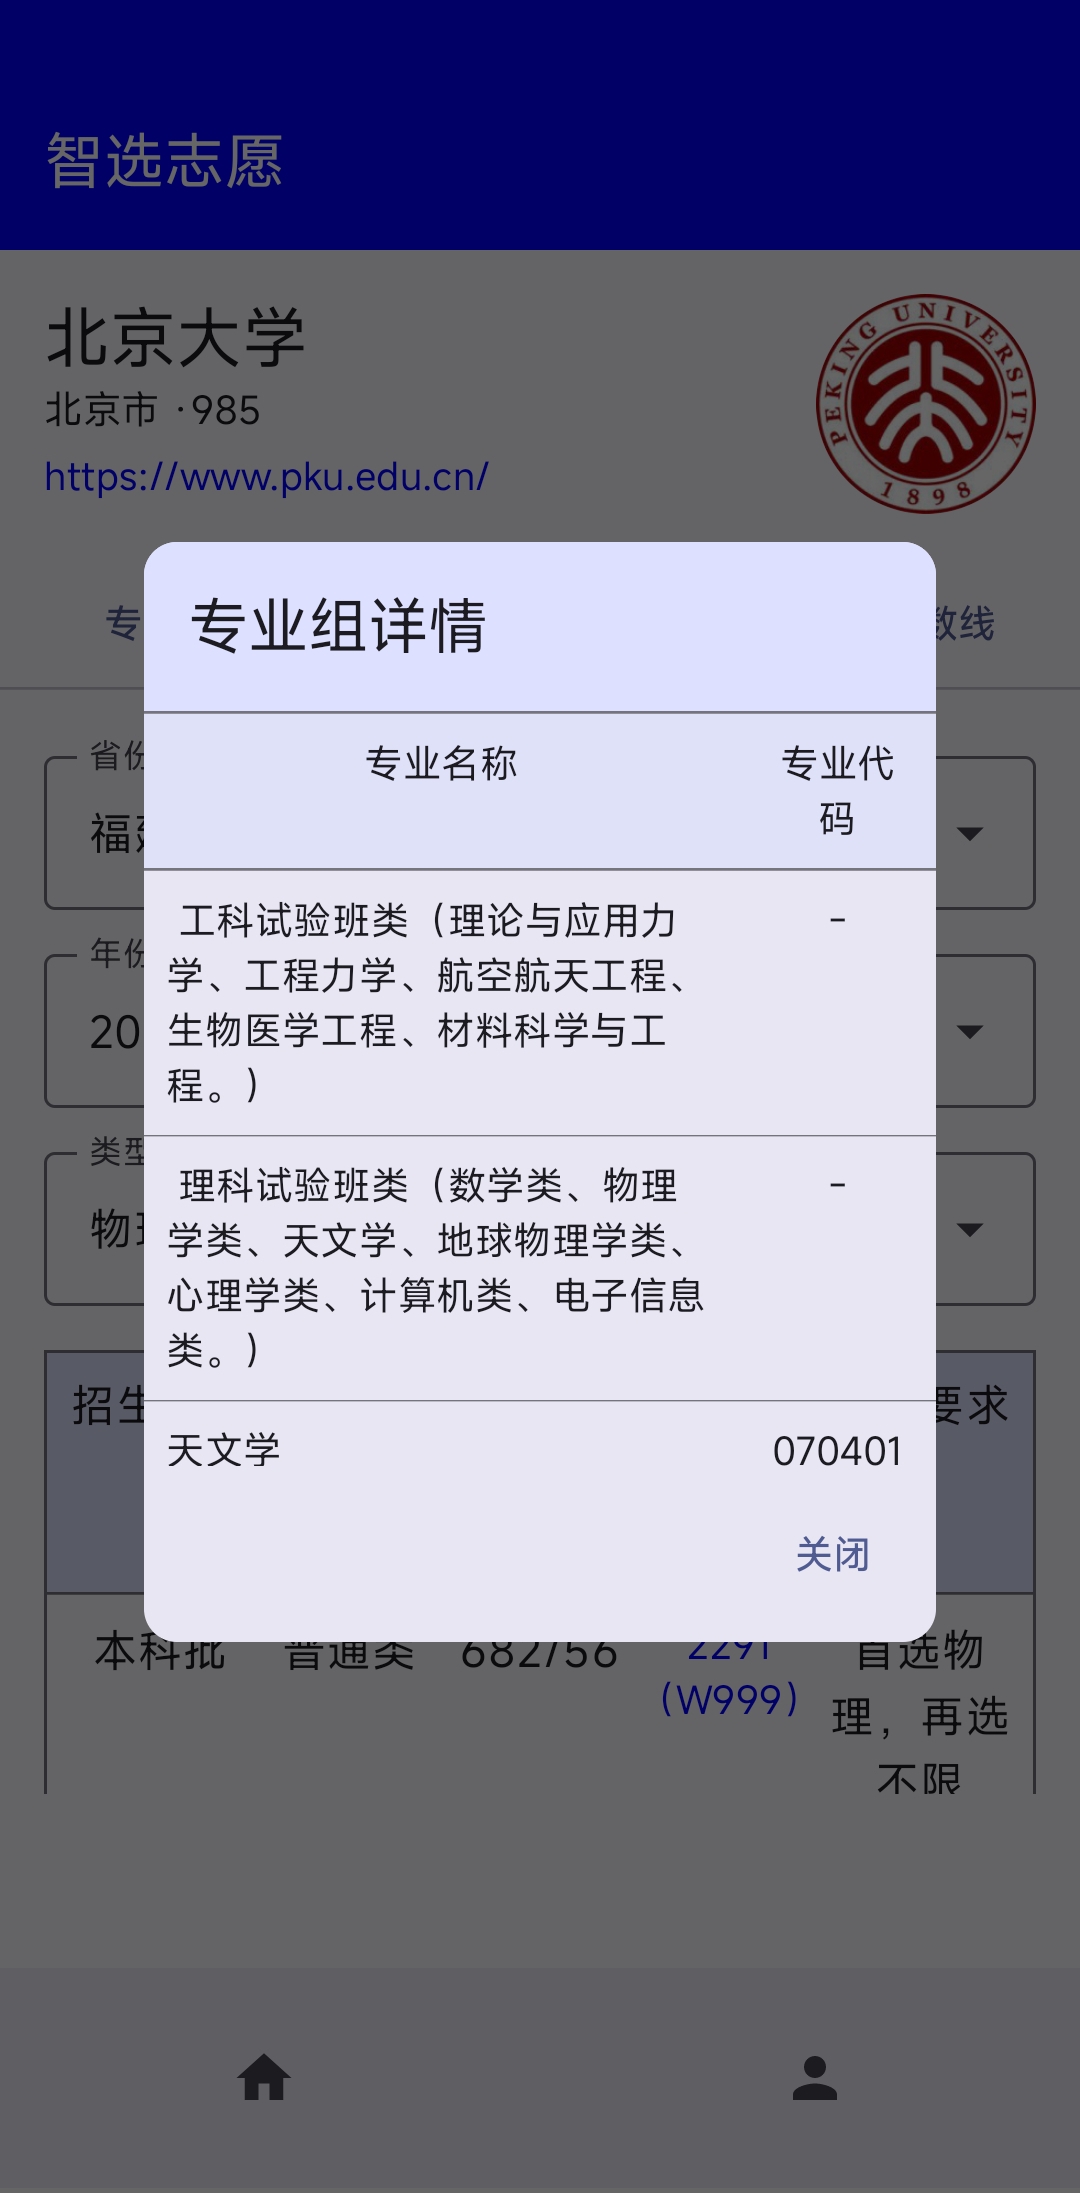 智选志愿
北京大学
北京市 ·985
https://www.pku.edu.cn/
PEKING UNIVERSITY
1898
专
数线
专业组详情
专业名称
专业代
码
省份
福建
工科试验班类（理论与应用力
学、工程力学、航空航天工程、
生物医学工程、材料科学与工
程。）
-
年份
20
理科试验班类（数学类、物理
学类、天文学、地球物理学类、
心理学类、计算机类、电子信息
类。）
-
类型
物理
天文学
070401
招生
要求
关闭
本科批
普通类
682/56
2291
(W999)
首选物
理，再选
不限